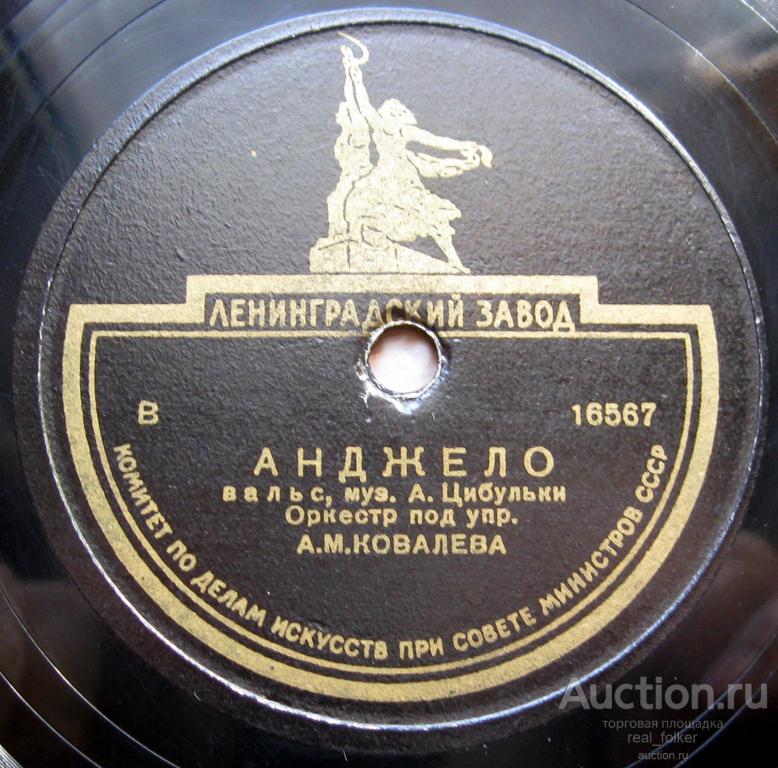 ЛЕНИНГРАДСКИЙ ЗАВОД
В 16567
АНДЖЕЛО
вальс, муз. А. Цибульки
Оркестр под упр.
А.М.КОВАЛЕВА
КОМИТЕТ ПО ДЕЛАМ ИСКУССТВ ПРИ СОВЕТЕ МИНИСТРОВ СССР
Auction.ru
торговая площадка
real_folker
auction.ru